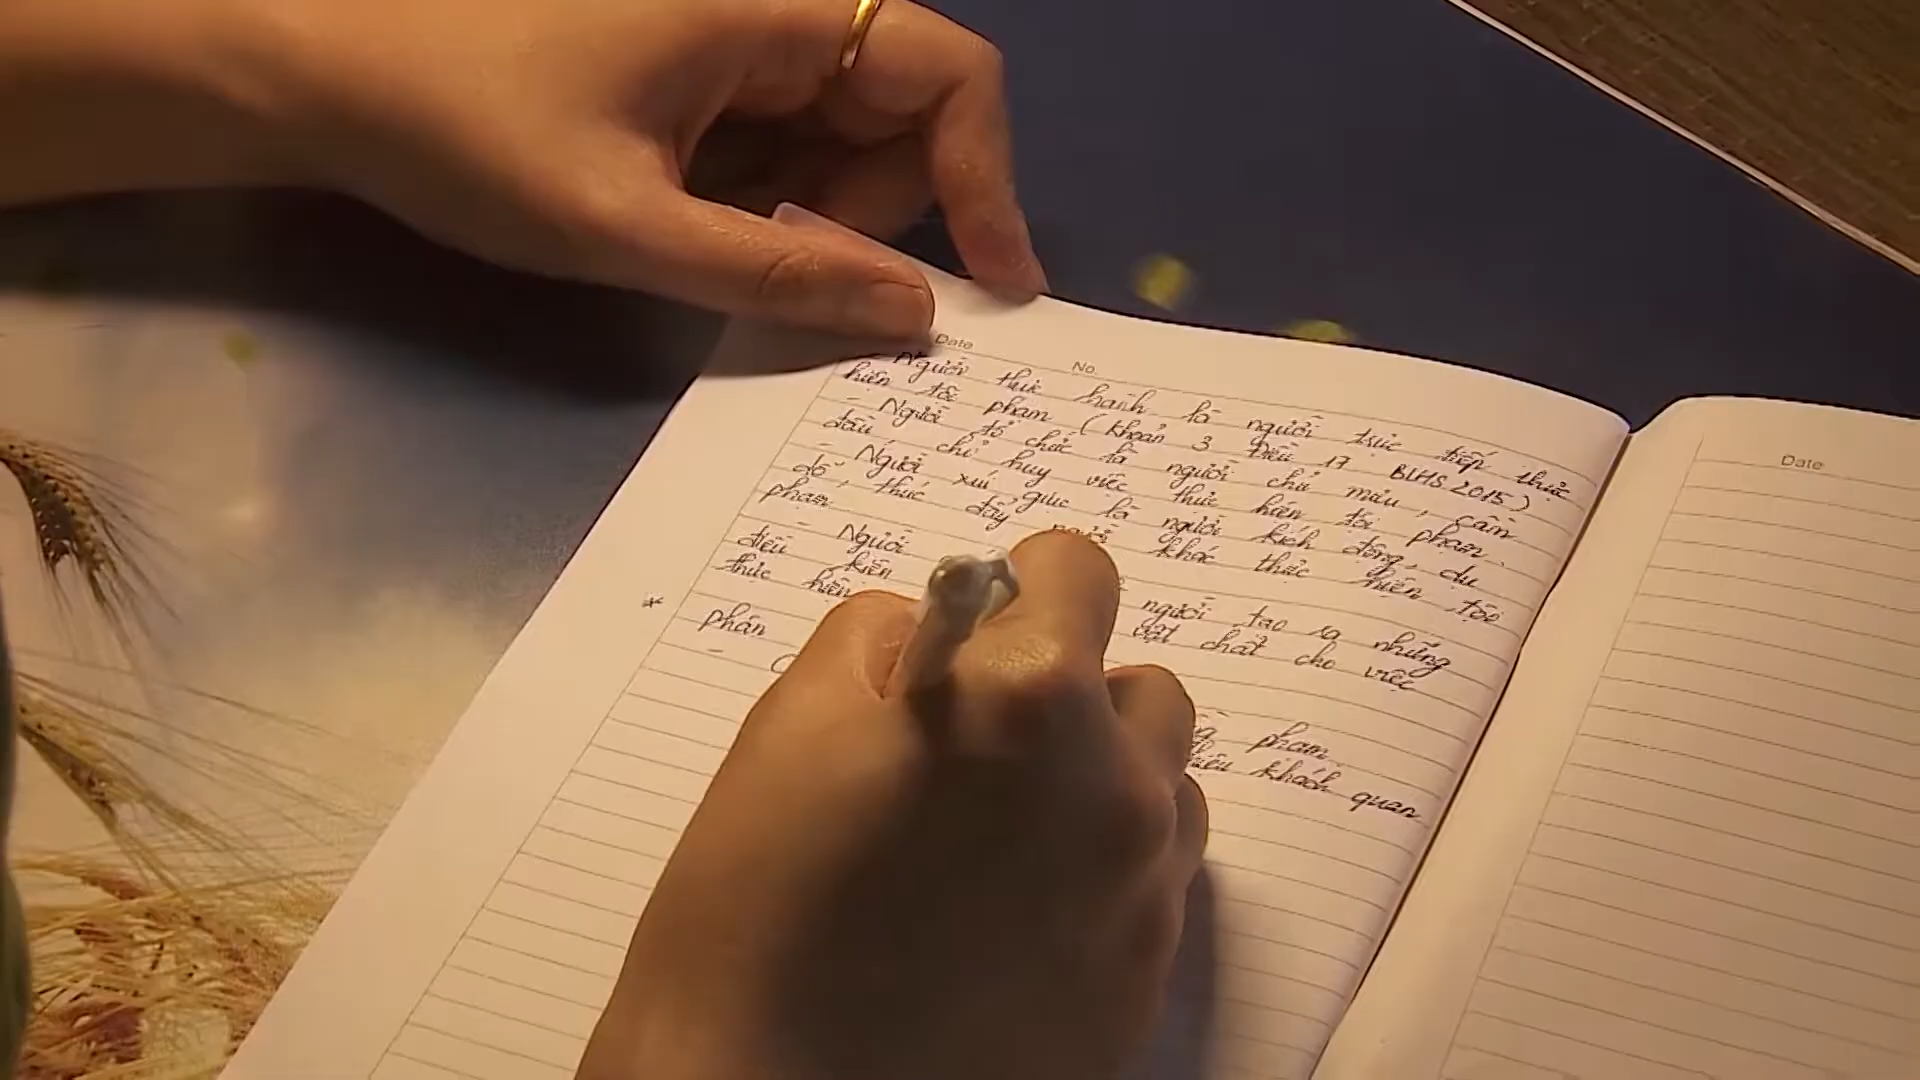 Date No.
- Người thực hành là người trực tiếp thực
hiện tội phạm (Khoản 3 Điều 17 BLHS 2015)
- Người tổ chức là người chủ mưu, cầm
đầu, chỉ huy việc thực hiện tội phạm.
- Người xúi giục là người kích động, dụ
dỗ, thúc đẩy người khác thực hiện tội
phạm
- Người người tạo ra những
điều kiện vật chất cho việc
thực hiện
* phạm
phán khách quan
-
Date